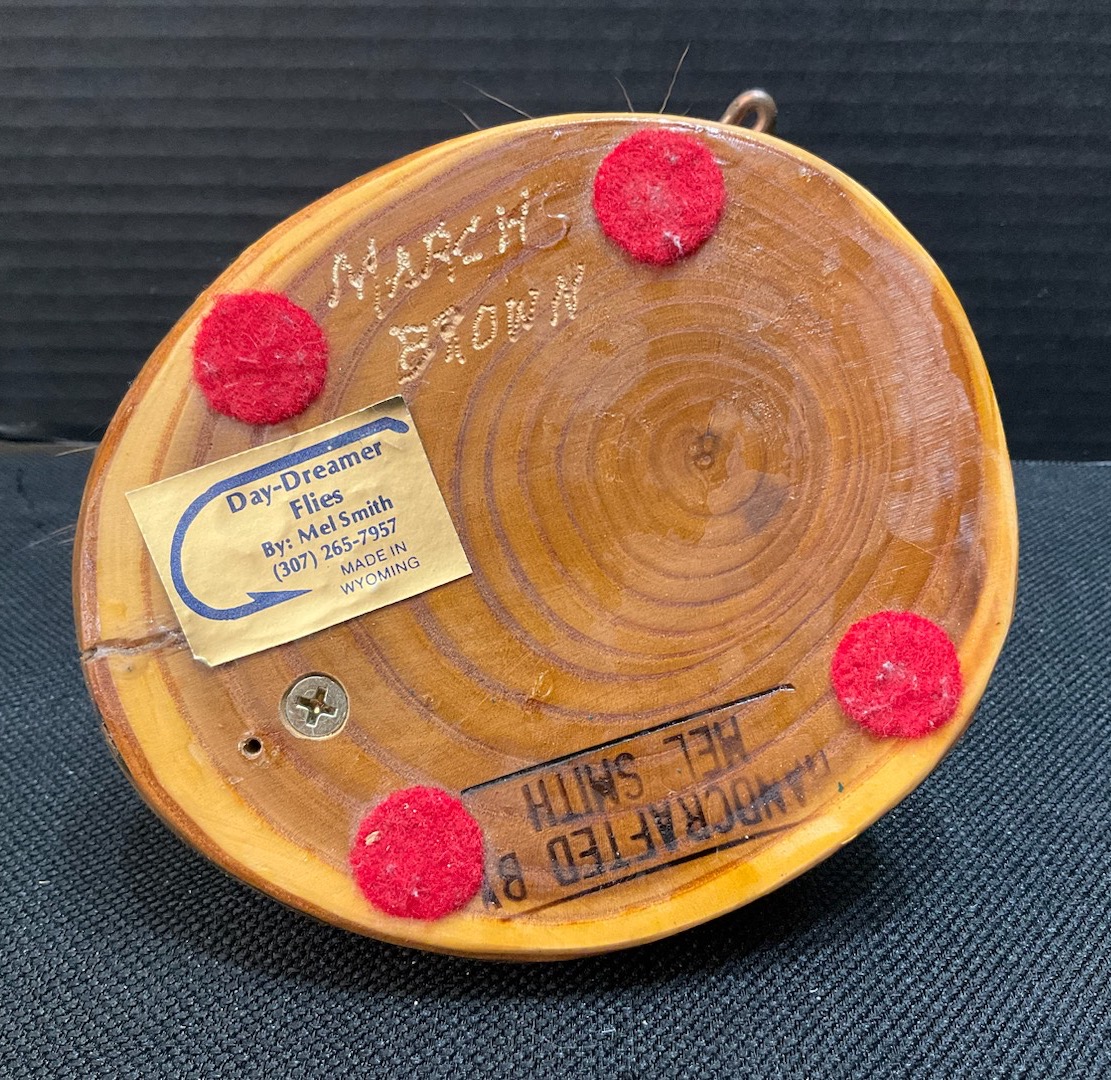 MARCHS
BROWN
Day-Dreamer
Flies
By: Mel Smith
(307) 265-7957
MADE IN
WYOMING
HANDCRAFTED BY
MEL SMITH